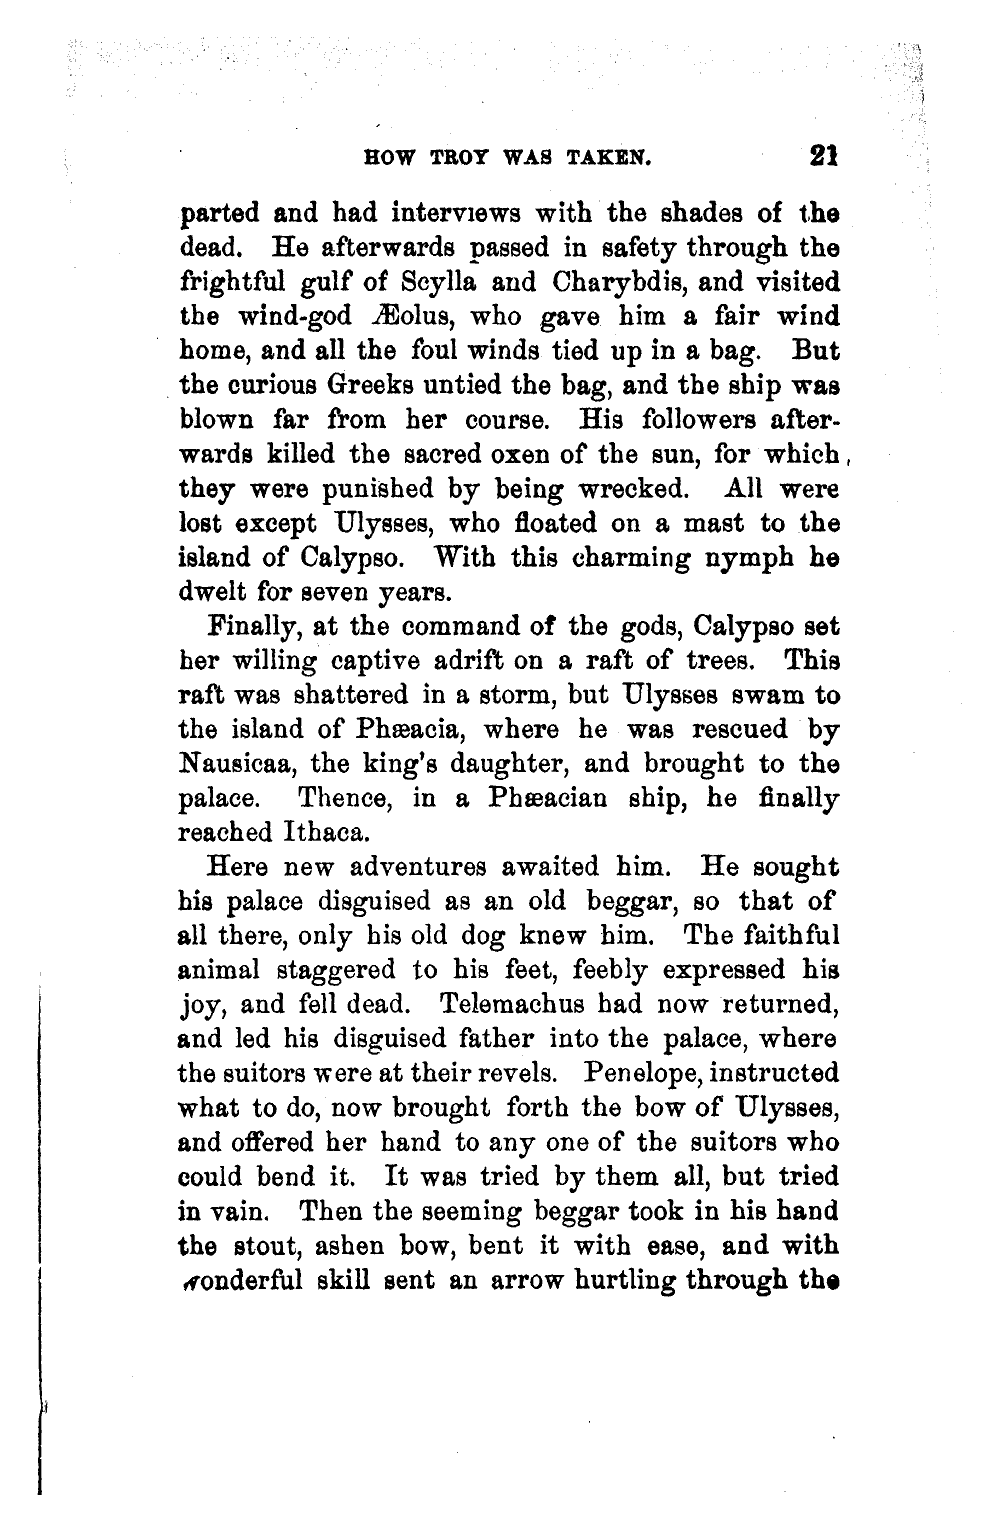 HOW TROY WAS TAKEN. 21
parted and had interviews with the shades of the
dead. He afterwards passed in safety through the
frightful gulf of Scylla and Charybdis, and visited
the wind-god Æolus, who gave him a fair wind
home, and all the foul winds tied up in a bag. But
the curious Greeks untied the bag, and the ship was
blown far from her course. His followers after-
wards killed the sacred oxen of the sun, for which,
they were punished by being wrecked. All were
lost except Ulysses, who floated on a mast to the
island of Calypso. With this charming nymph he
dwelt for seven years.
Finally, at the command of the gods, Calypso set
her willing captive adrift on a raft of trees. This
raft was shattered in a storm, but Ulysses swam to
the island of Phæacia, where he was rescued by
Nausicaa, the king's daughter, and brought to the
palace. Thence, in a Phæacian ship, he finally
reached Ithaca.
Here new adventures awaited him. He sought
his palace disguised as an old beggar, so that of
all there, only his old dog knew him. The faithful
animal staggered to his feet, feebly expressed his
joy, and fell dead. Telemachus had now returned,
and led his disguised father into the palace, where
the suitors were at their revels. Penelope, instructed
what to do, now brought forth the bow of Ulysses,
and offered her hand to any one of the suitors who
could bend it. It was tried by them all, but tried
in vain. Then the seeming beggar took in his hand
the stout, ashen bow, bent it with ease, and with
wonderful skill sent an arrow hurtling through the